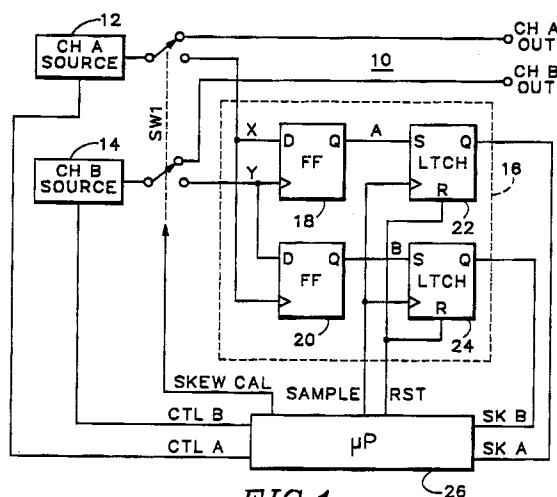 12
CH A
SOURCE
CH A
OUT
10
CH B
OUT
SW1
14
CH B
SOURCE
X
D Q
FF
18
A
S Q
LTCH
R
22
16
Y
D Q
FF
20
B
S Q
LTCH
R
24
SKEW CAL
SAMPLE
RST
CTL B
CTL A
µP
SK B
SK A
26
FIG.1